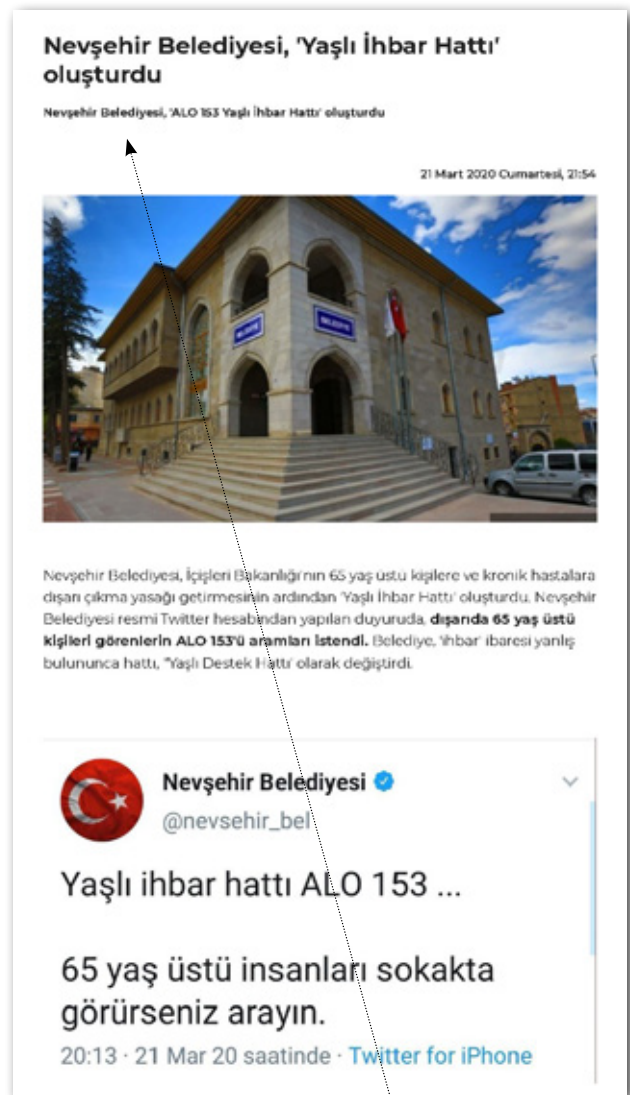 Nevşehir Belediyesi, 'Yaşlı İhbar Hattı'
oluşturdu
Nevşehir Belediyesi, 'ALO 153 Yaşlı İhbar Hattı' oluşturdu
21 Mart 2020 Cumartesi, 21:54
BELEDİYE
BELEDİYE
Nevşehir Belediyesi, İçişleri Bakanlığı'nın 65 yaş üstü kişilere ve kronik hastalara
dışarı çıkma yasağı getirmesinin ardından 'Yaşlı İhbar Hattı' oluşturdu. Nevşehir
Belediyesi resmi Twitter hesabından yapılan duyuruda, dışarıda 65 yaş üstü
kişileri görenlerin ALO 153'ü aramları istendi. Belediye, 'ihbar' ibaresi yanlış
bulununca hattı, "Yaşlı Destek Hattı' olarak değiştirdi.
Nevşehir Belediyesi
@nevsehir_bel
Yaşlı ihbar hattı ALO 153 ...
65 yaş üstü insanları sokakta
görürseniz arayın.
20:13 · 21 Mar 20 saatinde · Twitter for iPhone